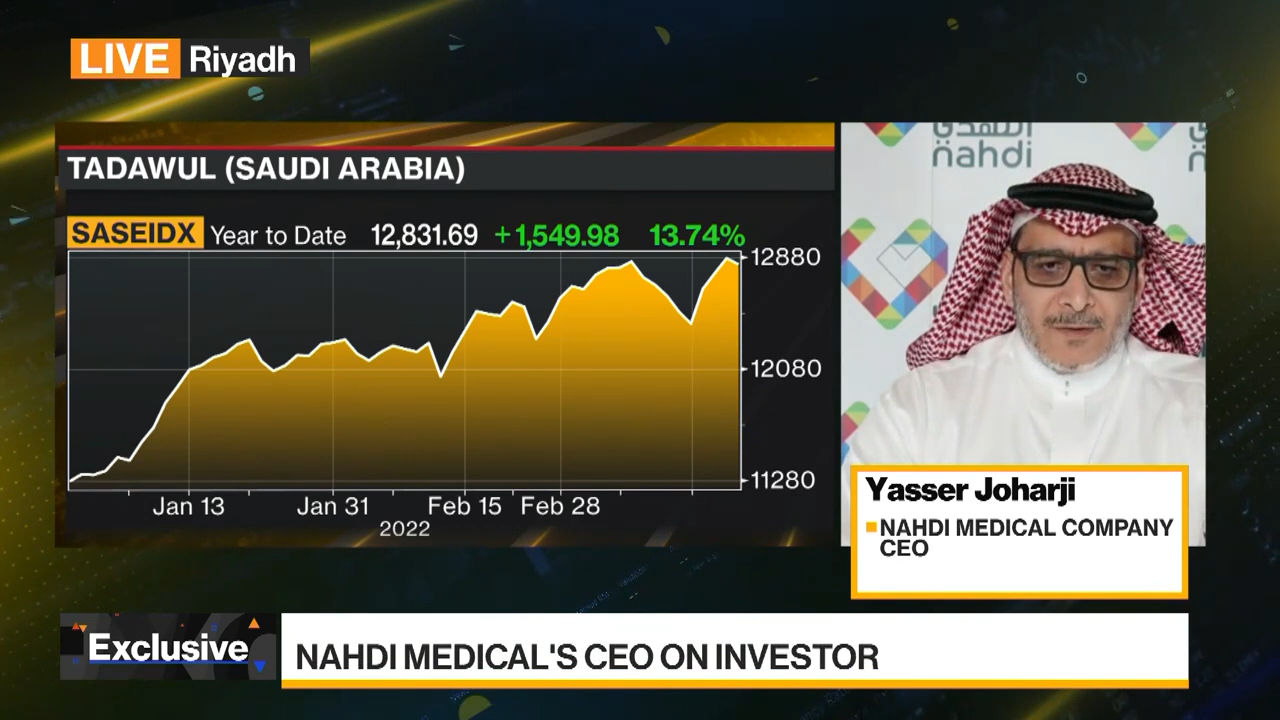 LIVE Riyadh
TADAWUL (SAUDI ARABIA)
SASEIDX Year to Date 12,831.69 +1,549.98 13.74%
12880
12080
11280
Jan 13 Jan 31 Feb 15 Feb 28
2022
النهدي
nahdi
Yasser Joharji
NAHDI MEDICAL COMPANY
CEO
Exclusive
NAHDI MEDICAL'S CEO ON INVESTOR